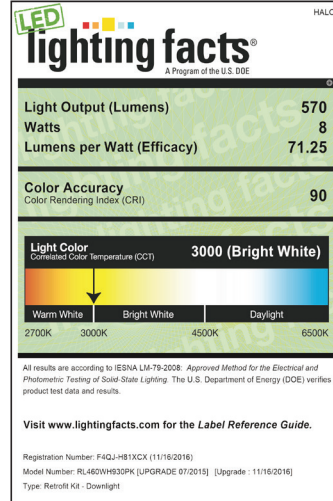 LED
HALO
lighting facts®
A Program of the U.S. DOE
Light Output (Lumens) 570
Watts 8
Lumens per Watt (Efficacy) 71.25
Color Accuracy 90
Color Rendering Index (CRI)
Light Color 3000 (Bright White)
Correlated Color Temperature (CCT)
Warm White Bright White Daylight
2700K 3000K 4500K 6500K
All results are according to IESNA LM-79-2008: Approved Method for the Electrical and
Photometric Testing of Solid-State Lighting. The U.S. Department of Energy (DOE) verifies
product test data and results.
Visit www.lightingfacts.com for the Label Reference Guide.
Registration Number: F4QJ-H81XCX (11/16/2016)
Model Number: RL460WH930PK [UPGRADE 07/2015] [Upgrade : 11/16/2016]
Type: Retrofit Kit - Downlight